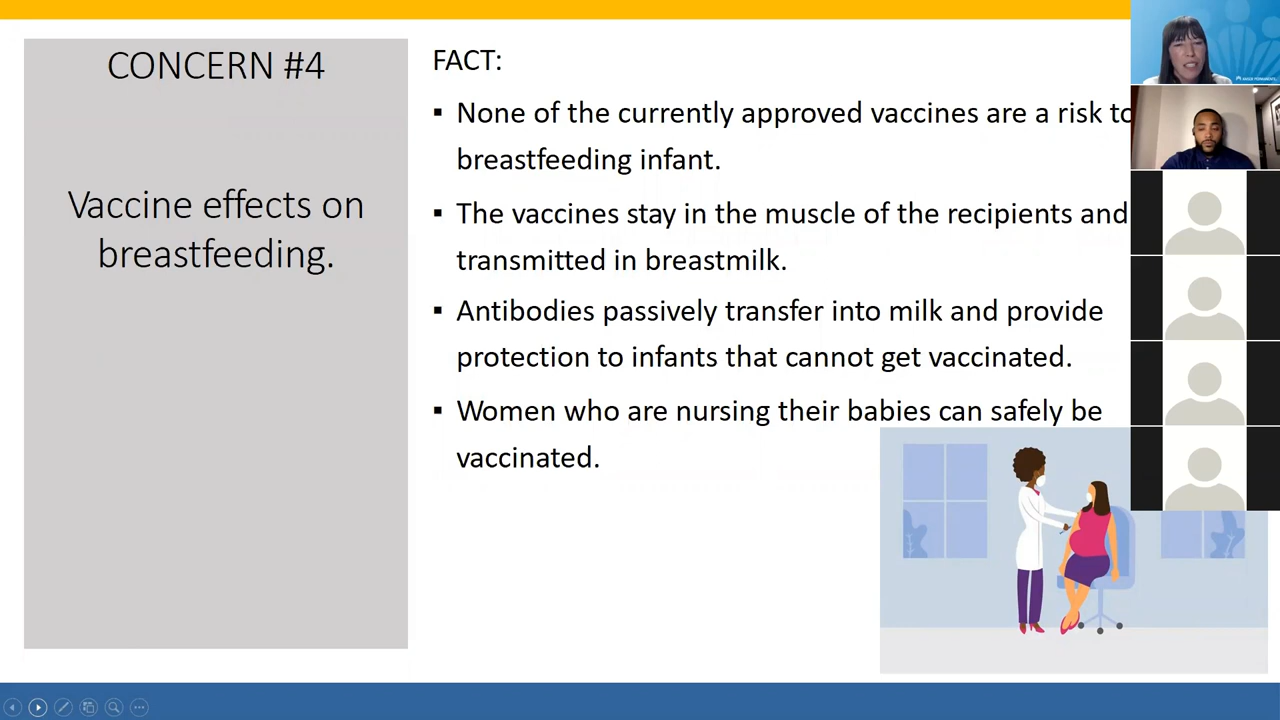 CONCERN #4
Vaccine effects on
breastfeeding.
FACT:
▪ None of the currently approved vaccines are a risk to
breastfeeding infant.
▪ The vaccines stay in the muscle of the recipients and
transmitted in breastmilk.
▪ Antibodies passively transfer into milk and provide
protection to infants that cannot get vaccinated.
▪ Women who are nursing their babies can safely be
vaccinated.